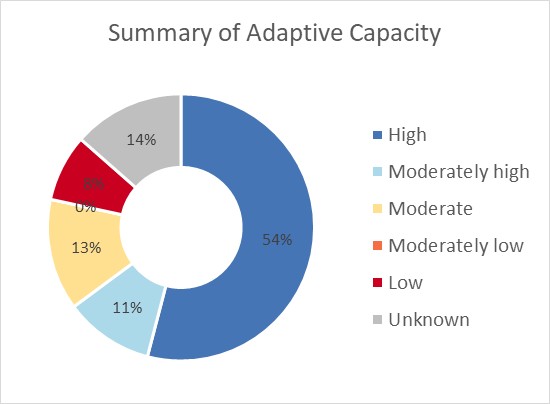 Summary of Adaptive Capacity
14%
8%
0%
13%
11%
54%
High
Moderately high
Moderate
Moderately low
Low
Unknown